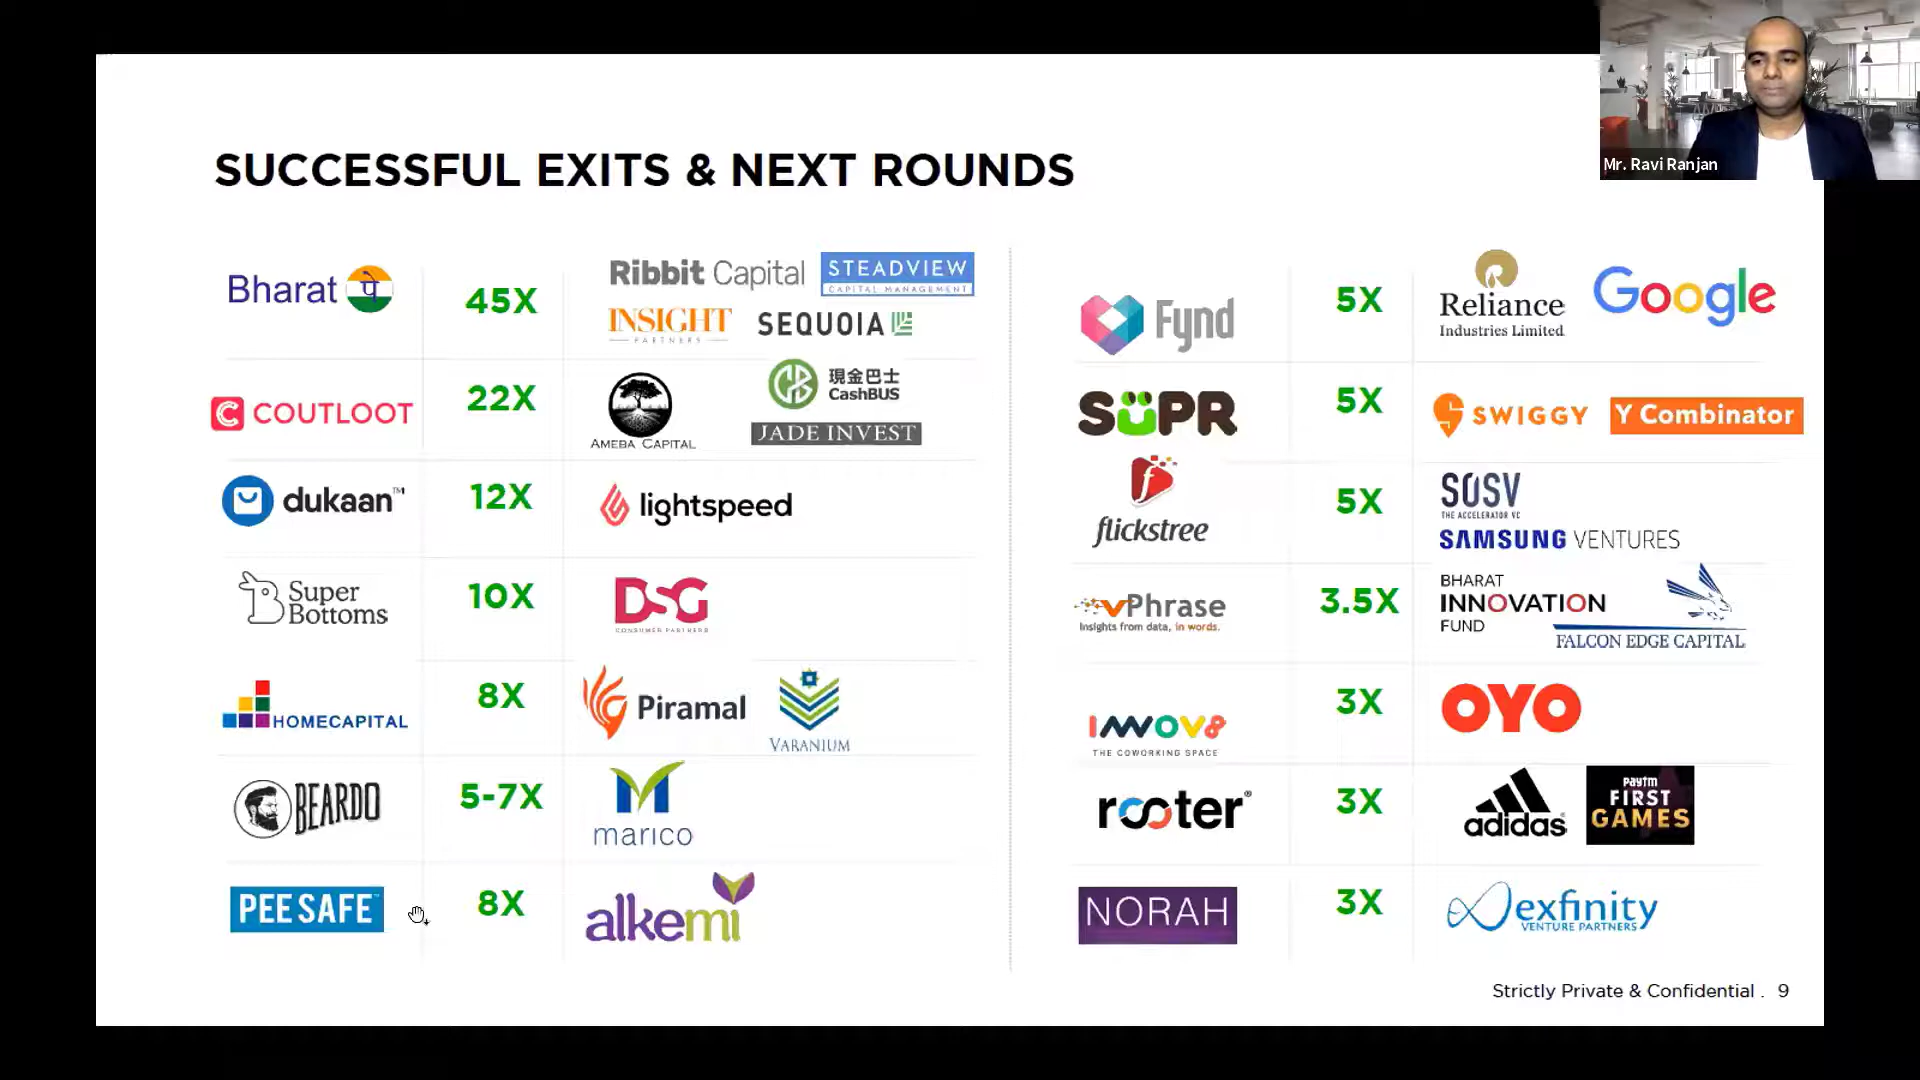 Mr. Ravi Ranjan
SUCCESSFUL EXITS & NEXT ROUNDS
Bharat पे
45X
Ribbit Capital
STEADVIEW
CAPITAL MANAGEMENT
INSIGHT
PARTNERS
SEQUOIA
COUTLOOT
22X
AMEBA CAPITAL
現金巴士
CashBUS
JADE INVEST
dukaan™
12X
lightspeed
Super
Bottoms
10X
DSG
CONSUMER PARTNERS
HOMECAPITAL
8X
Piramal
VARANIUM
BEARDO
5-7X
marico
PEE SAFE
8X
alkemi
Fynd
5X
Reliance
Industries Limited
Google
SÜPR
5X
SWIGGY
Y Combinator
flickstree
5X
SOSV
THE ACCELERATOR VC
SAMSUNG VENTURES
vPhrase
Insights from data, in words.
3.5X
BHARAT
INNOVATION
FUND
FALCON EDGE CAPITAL
INNOV8
THE COWORKING SPACE
3X
OYO
rooter®
3X
adidas
Paytm
FIRST
GAMES
NORAH
3X
exfinity
VENTURE PARTNERS
Strictly Private & Confidential . 9